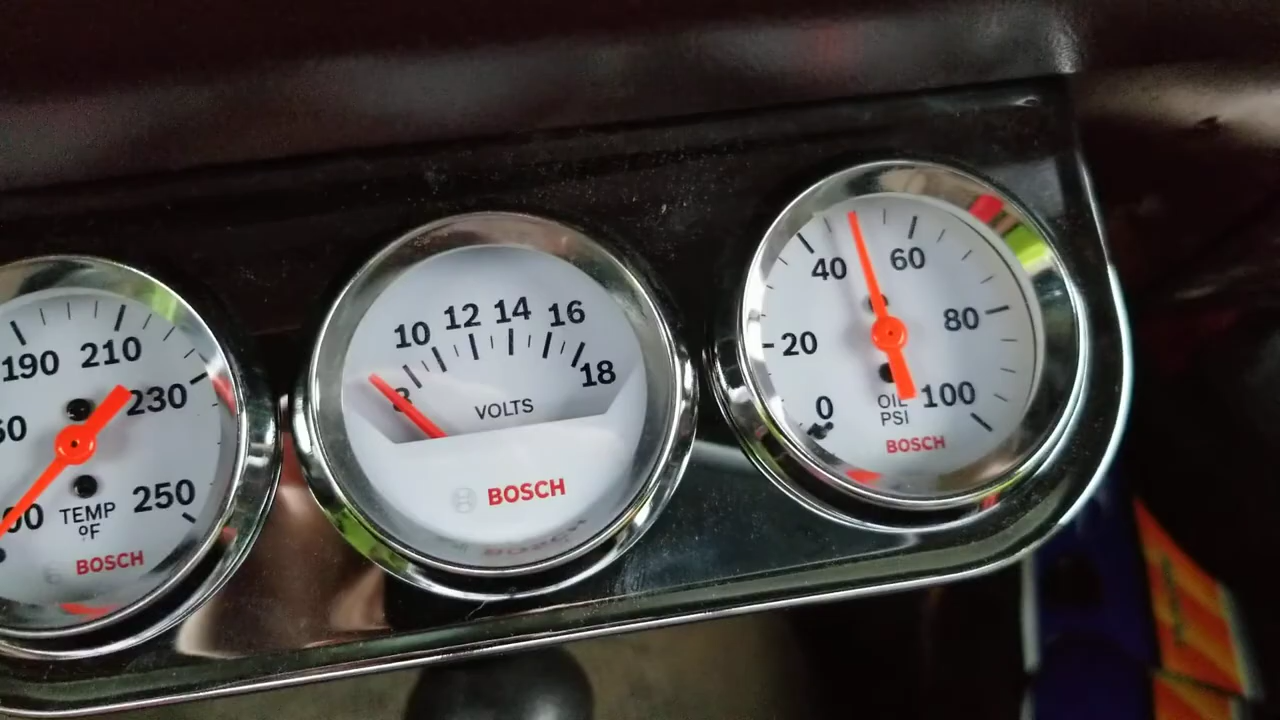 190 210
230
250
TEMP
°F
BOSCH
8 10 12 14 16 18
VOLTS
BOSCH
0 20 40 60 80 100
OIL
PSI
BOSCH